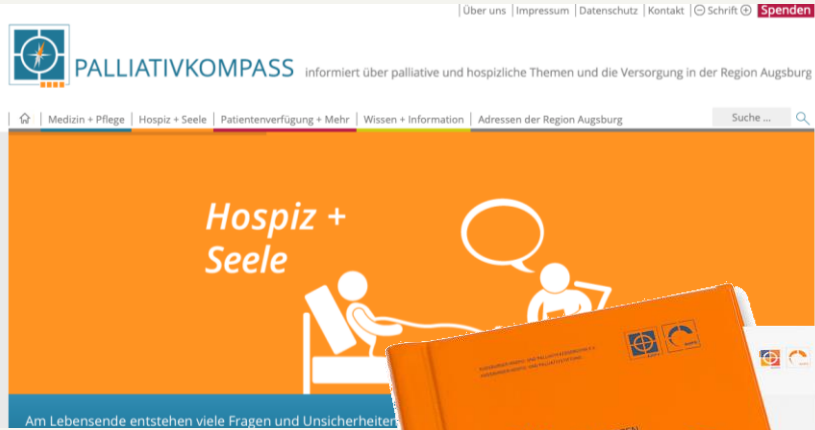 |Über uns |Impressum |Datenschutz |Kontakt | Schrift Spenden
PALLIATIVKOMPASS informiert über palliative und hospizliche Themen und die Versorgung in der Region Augsburg
| Medizin + Pflege | Hospiz + Seele | Patientenverfügung + Mehr | Wissen + Information | Adressen der Region Augsburg Suche ...
Hospiz +
Seele
Am Lebensende entstehen viele Fragen und Unsicherheiten